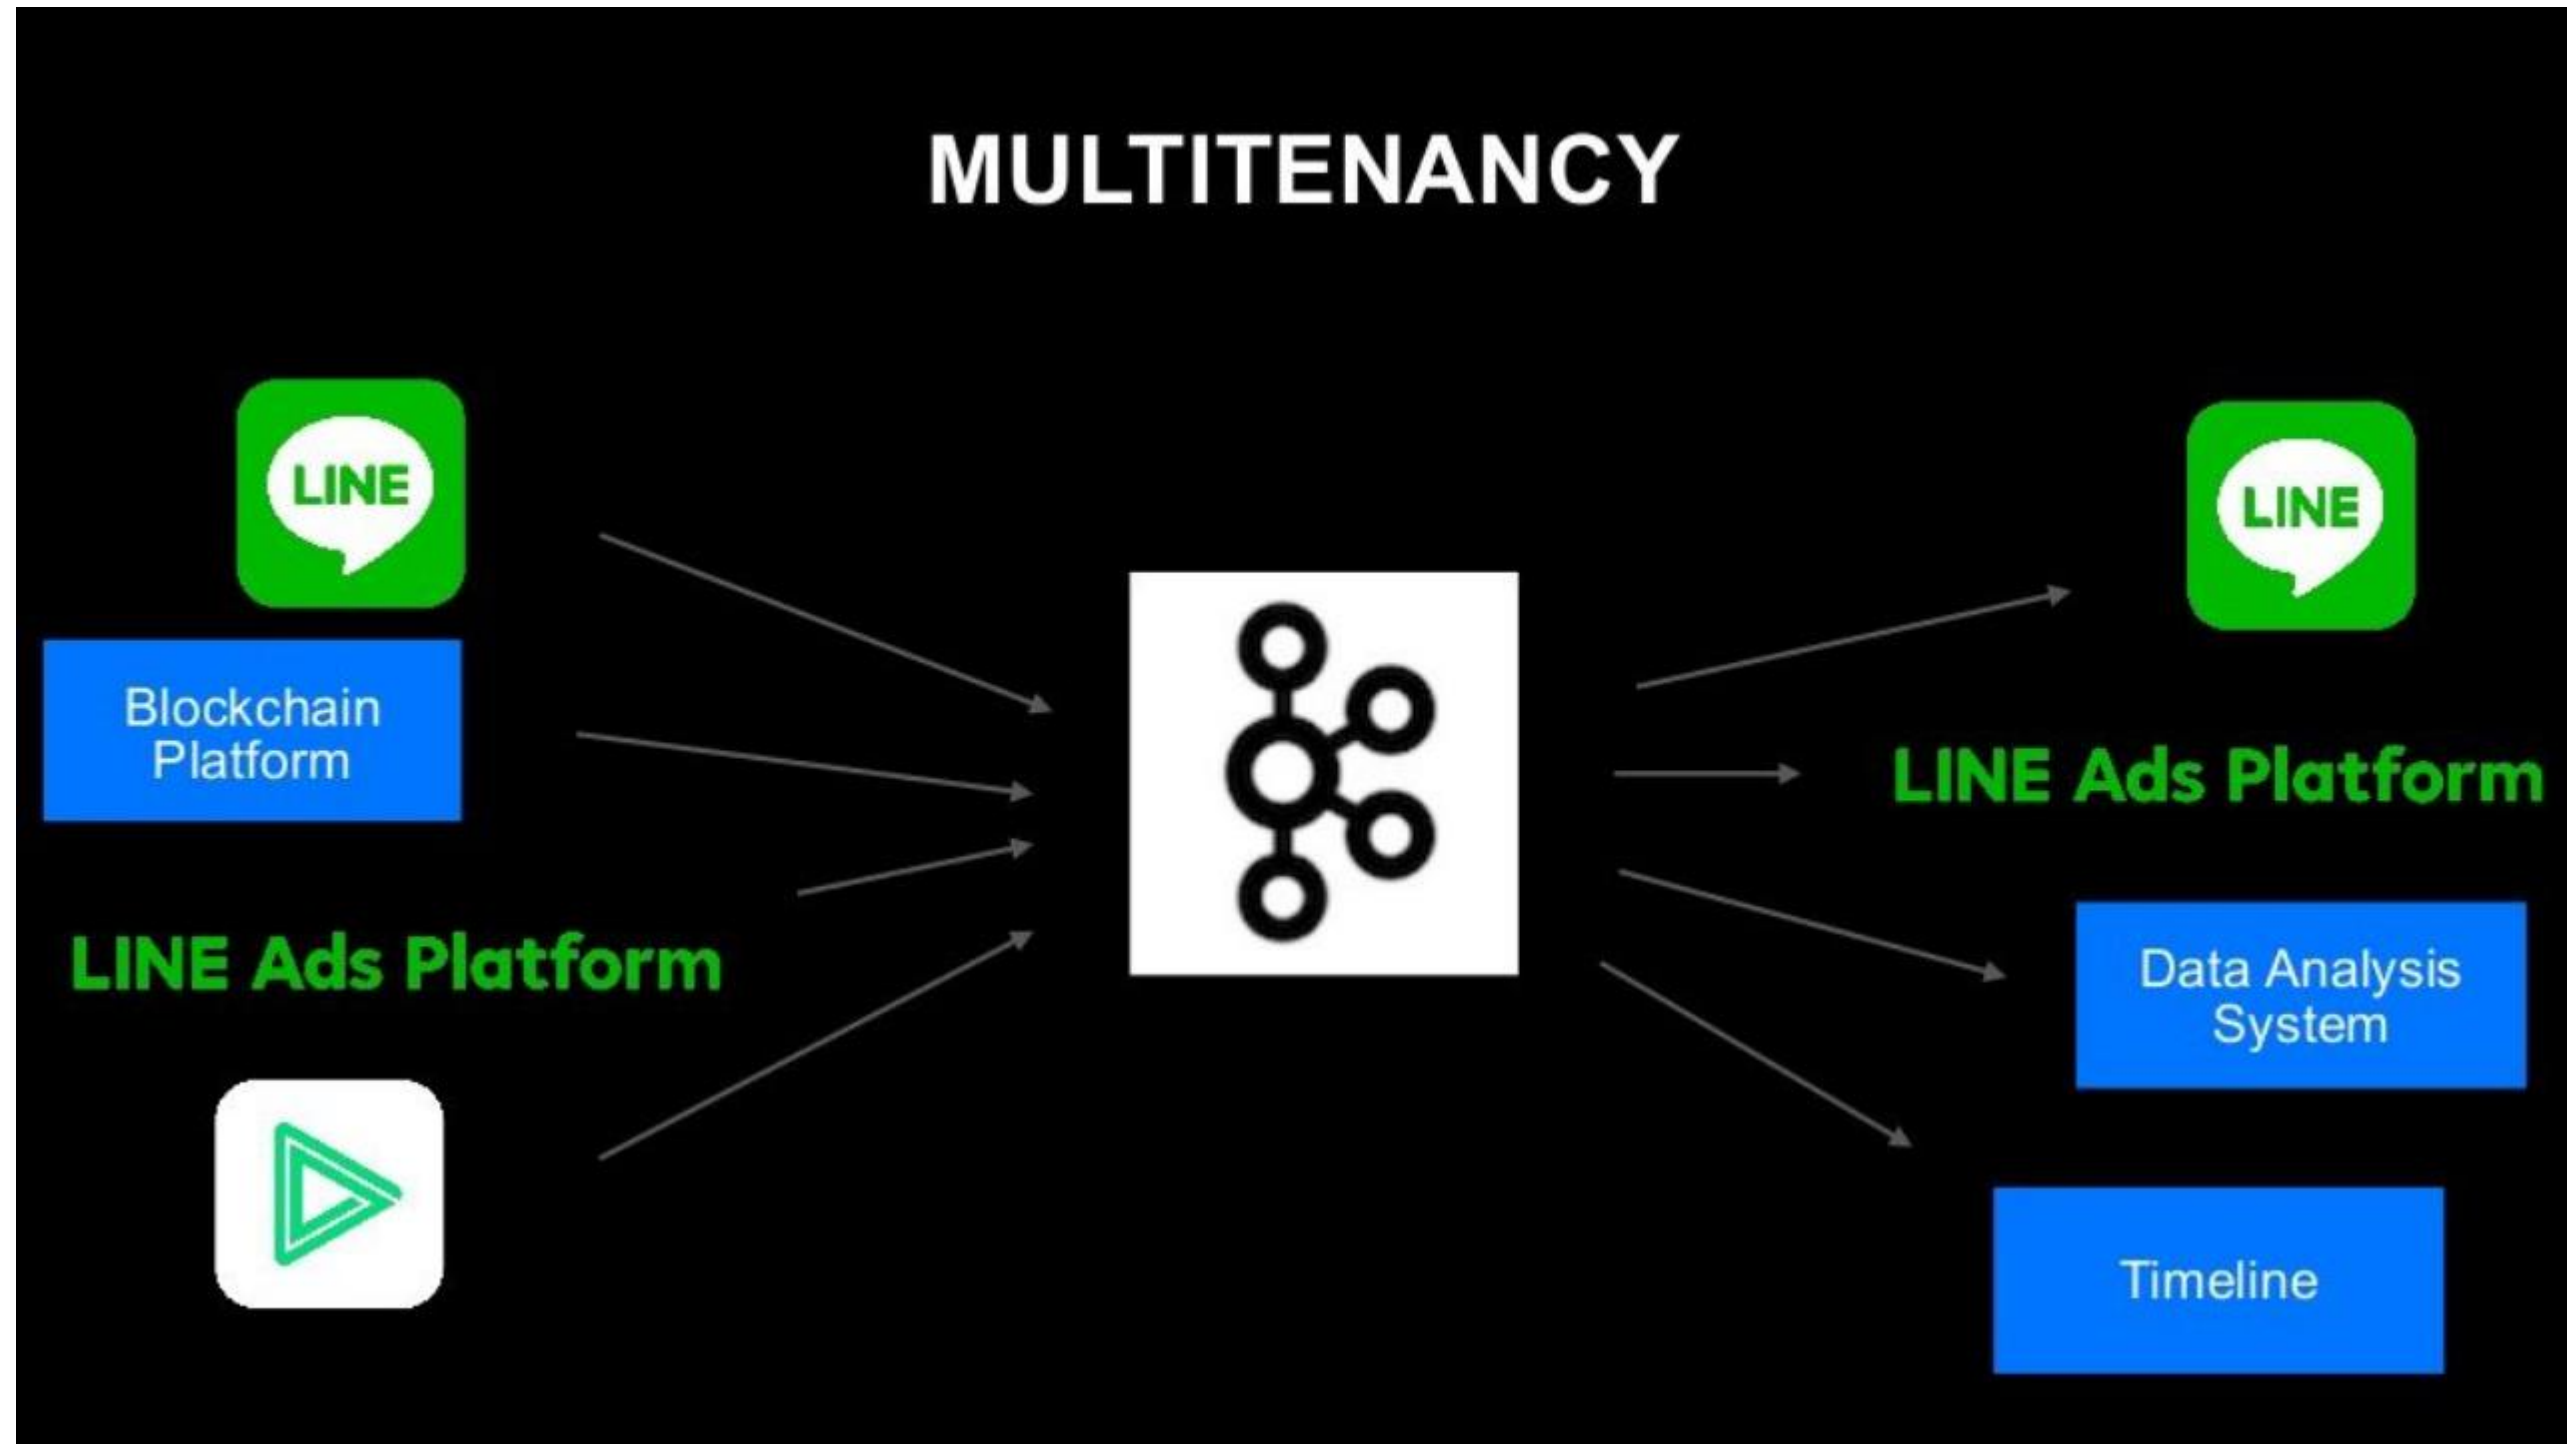 MULTITENANCY
LINE
Blockchain
Platform
LINE Ads Platform
LINE
LINE Ads Platform
Data Analysis
System
Timeline